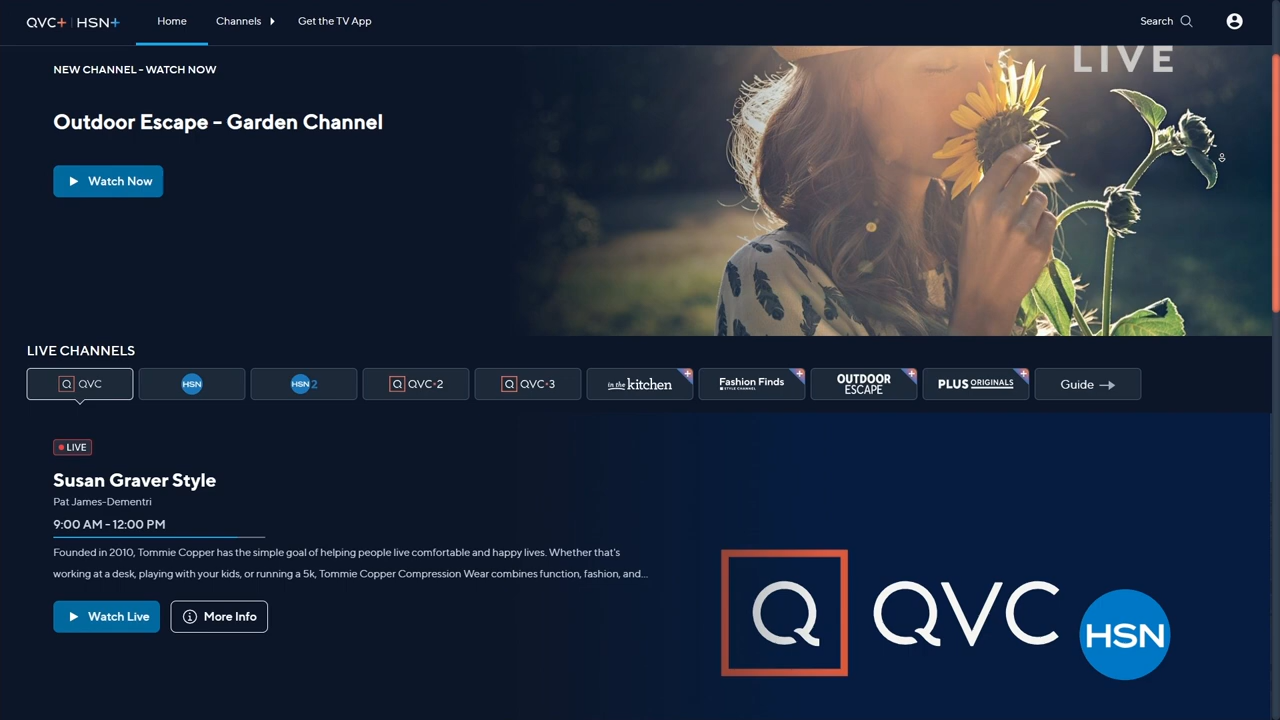 QVC+ | HSN+
Home
Channels
Get the TV App
Search
LIVE
NEW CHANNEL - WATCH NOW
Outdoor Escape - Garden Channel
Watch Now
LIVE CHANNELS
Q QVC
HSN
HSN 2
Q QVC•2
Q QVC•3
in the kitchen
Fashion Finds
OUTDOOR
ESCAPE
PLUS ORIGINALS
Guide
LIVE
Susan Graver Style
Pat James-Dementri
9:00 AM - 12:00 PM
Founded in 2010, Tommie Copper has the simple goal of helping people live comfortable and happy lives. Whether that's
working at a desk, playing with your kids, or running a 5k, Tommie Copper Compression Wear combines function, fashion, and...
Watch Live
More Info
Q QVC
HSN